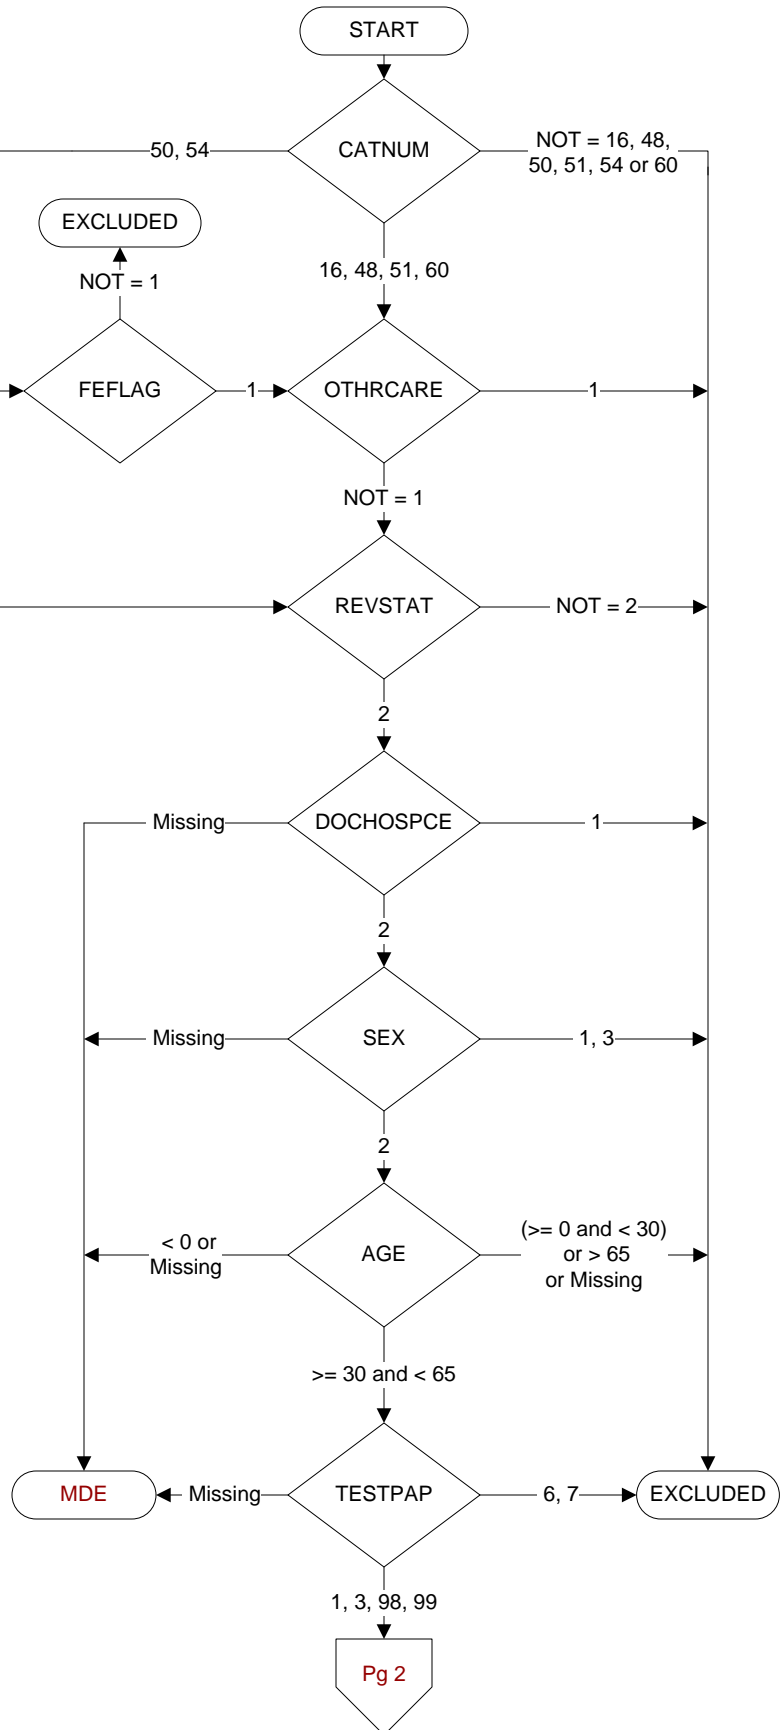 START
50, 54
CATNUM
NOT = 16, 48,
50, 51, 54 or 60
EXCLUDED
16, 48, 51, 60
NOT = 1
FEFLAG
1
OTHRCARE
1
NOT = 1
REVSTAT
NOT = 2
2
Missing
DOCHOSPCE
1
2
Missing
SEX
1, 3
2
< 0 or
Missing
AGE
(>= 0 and < 30)
or > 65
or Missing
>= 30 and < 65
MDE
Missing
TESTPAP
6, 7
EXCLUDED
1, 3, 98, 99
Pg 2